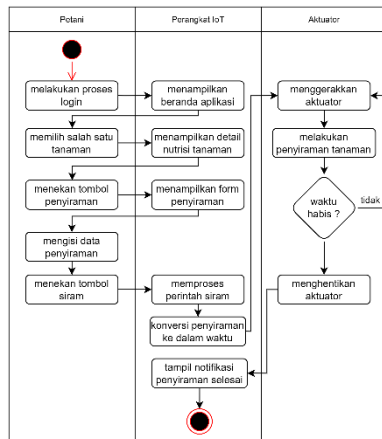 Petani
Perangkat IoT
Aktuator
melakukan proses
login
menampilkan
beranda aplikasi
menggerakkan
aktuator
memilih salah satu
tanaman
menampilkan detail
nutrisi tanaman
melakukan
penyiraman tanaman
menekan tombol
penyiraman
menampilkan form
penyiraman
waktu
habis ?
tidak
mengisi data
penyiraman
menekan tombol
siram
memproses
perintah siram
menghentikan
aktuator
konversi penyiraman
ke dalam waktu
tampil notifikasi
penyiraman selesai